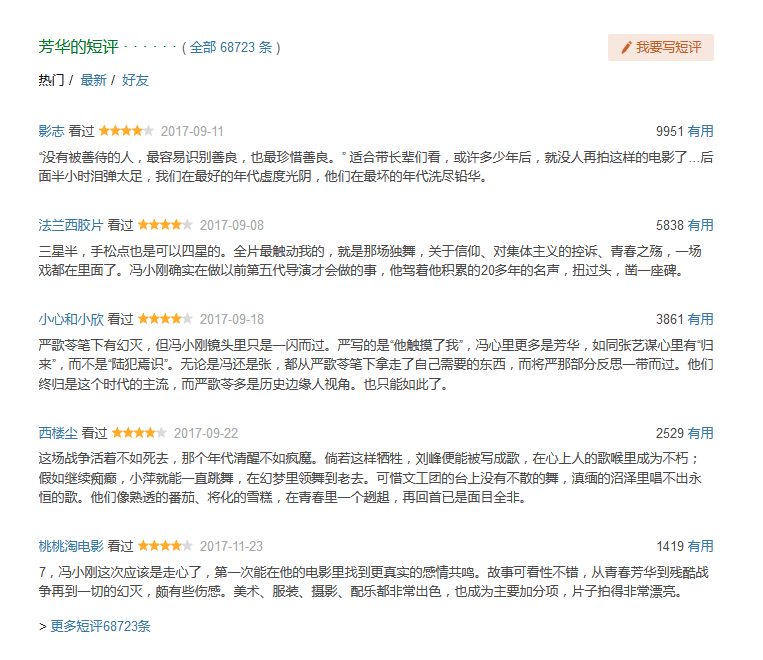 芳华的短评 · · · · · · ( 全部 68723 条 )
我要写短评
热门 / 最新 / 好友
影志 看过 2017-09-11 9951 有用
“没有被善待的人，最容易识别善良，也最珍惜善良。” 适合带长辈们看，或许多少年后，就没人再拍这样的电影了…后
面半小时泪弹太足，我们在最好的年代虚度光阴，他们在最坏的年代洗尽铅华。
法兰西胶片 看过 2017-09-08 5838 有用
三星半，手松点也是可以四星的。全片最触动我的，就是那场独舞，关于信仰、对集体主义的控诉、青春之殇，一场
戏都在里面了。冯小刚确实在做以前第五代导演才会做的事，他驾着他积累的20多年的名声，扭过头，凿一座碑。
小心和小欣 看过 2017-09-18 3861 有用
严歌苓笔下有幻灭，但冯小刚镜头里只是一闪而过。严写的是“他触摸了我”，冯心里更多是芳华，如同张艺谋心里有“归
来”，而不是“陆犯焉识”。无论是冯还是张，都从严歌苓笔下拿走了自己需要的东西，而将严那部分反思一带而过。他们
终归是这个时代的主流，而严歌苓多是历史边缘人视角。也只能如此了。
西楼尘 看过 2017-09-22 2529 有用
这场战争活着不如死去，那个年代清醒不如疯魔。倘若这样牺牲，刘峰便能被写成歌，在心上人的歌喉里成为不朽；
假如继续痴癫，小萍就能一直跳舞，在幻梦里领舞到老去。可惜文工团的台上没有不散的舞，滇缅的沼泽里唱不出永
恒的歌。他们像熟透的番茄、将化的雪糕，在青春里一个趔趄，再回首已是面目全非。
桃桃淘电影 看过 2017-11-23 1419 有用
7，冯小刚这次应该是走心了，第一次能在他的电影里找到更真实的感情共鸣。故事可看性不错，从青春芳华到残酷战
争再到一切的幻灭，颇有些伤感。美术、服装、摄影、配乐都非常出色，也成为主要加分项，片子拍得非常漂亮。
> 更多短评68723条